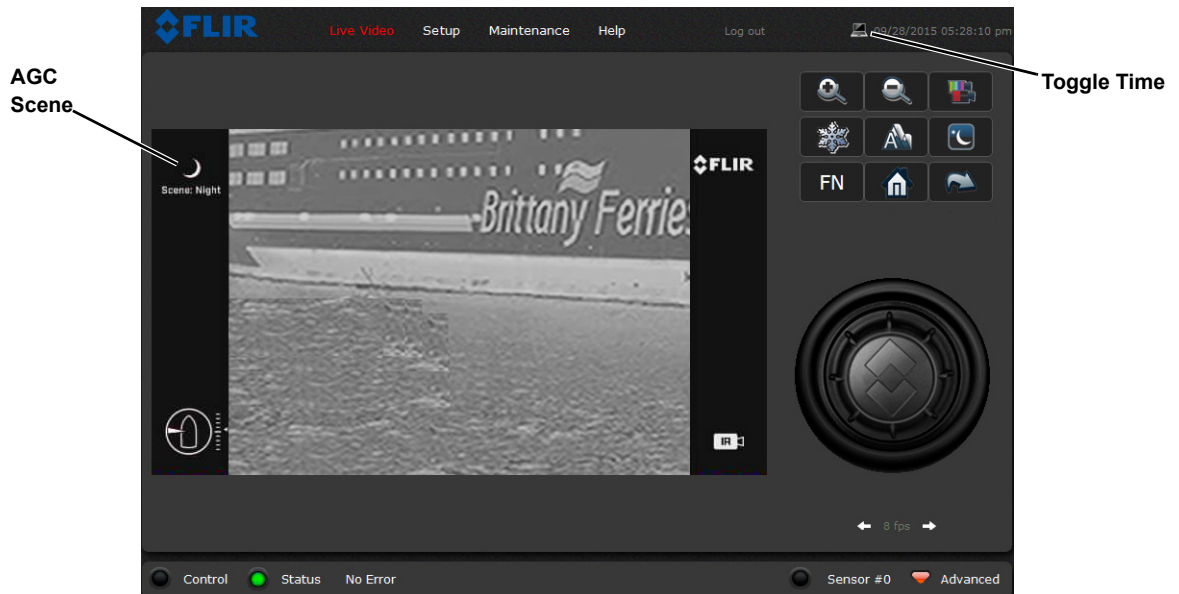 FLIR
Live Video
Setup
Maintenance
Help
Log out
09/28/2015 05:28:10 pm
AGC
Scene
Toggle Time
A
FN
Scene: Night
FLIR
Brittany Ferrie
IR
8 fps
Control
Status
No Error
Sensor #0
Advanced